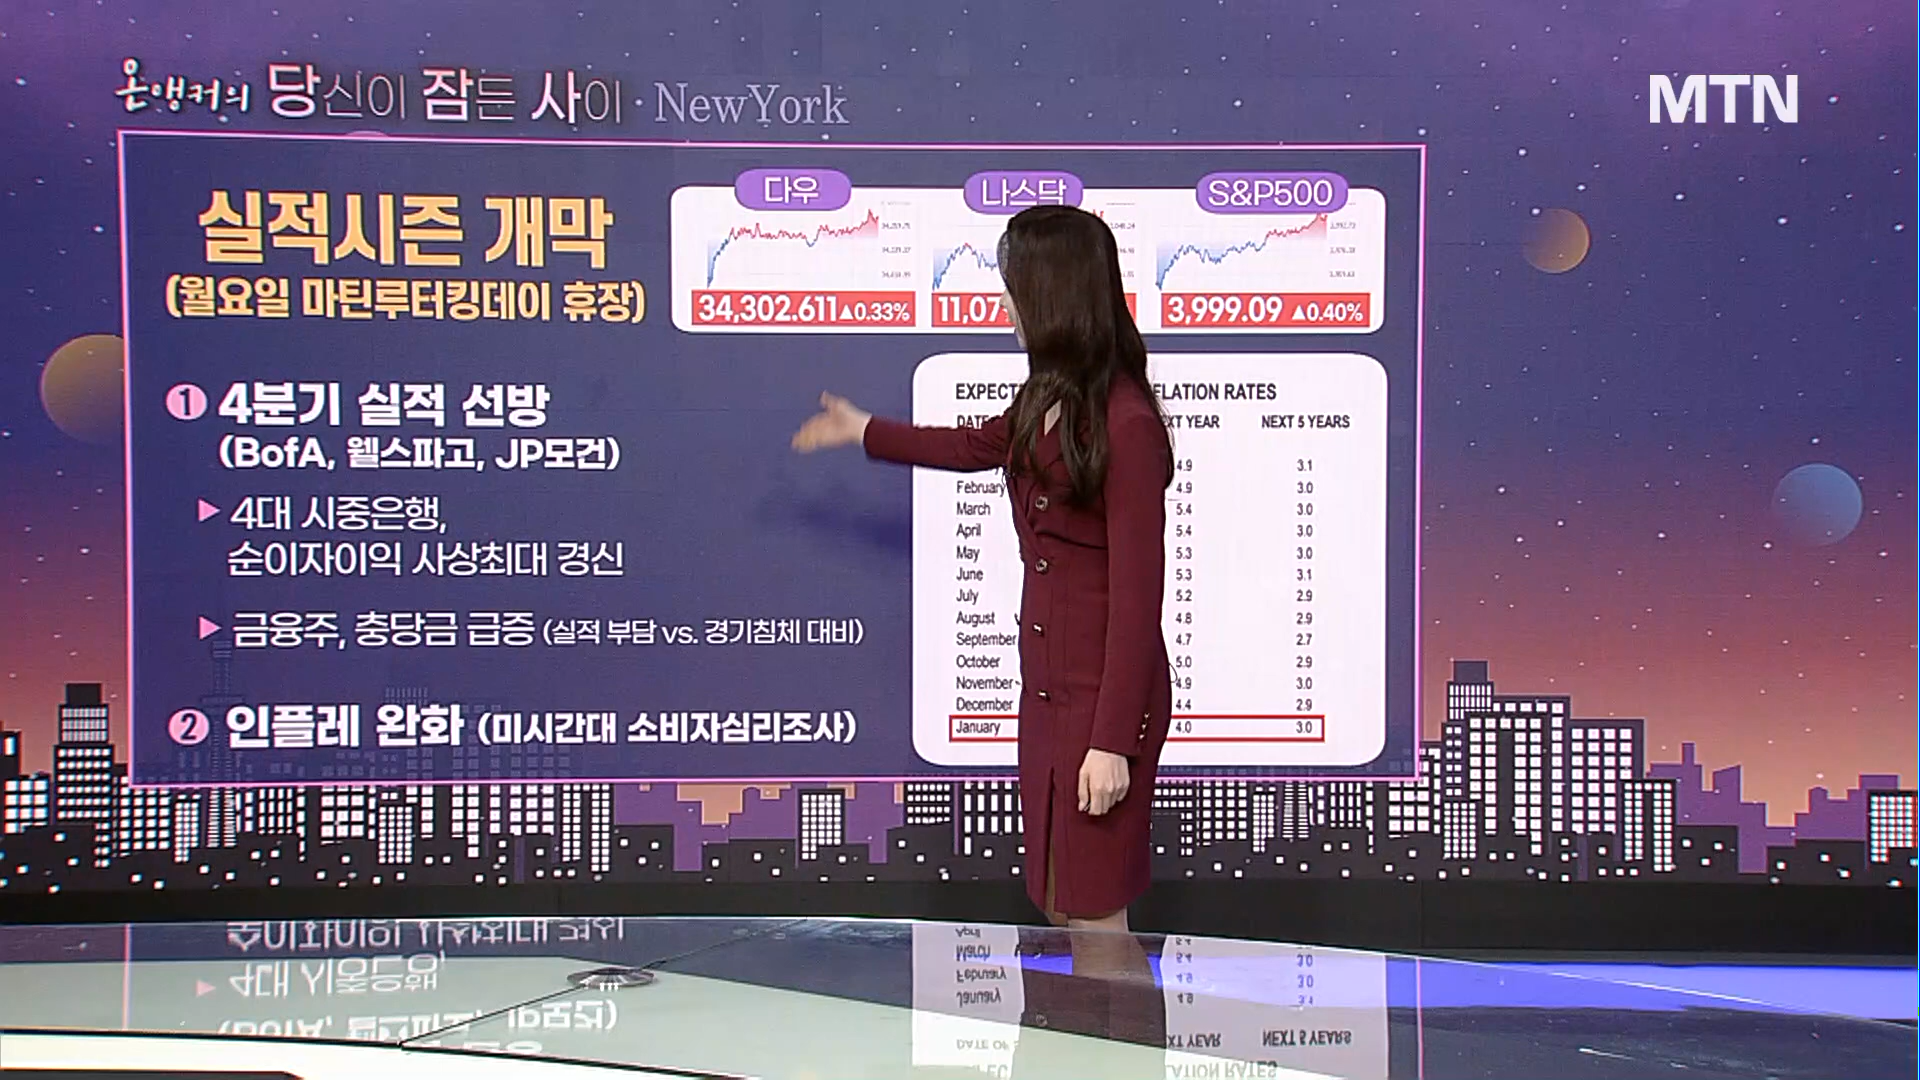 온앵커의 당신이 잠든 사이 · NewYork
MTN
실적시즌 개막
(월요일 마틴루터킹데이 휴장)
다우
나스닥
S&P500
34,302.611▲0.33%
11,07
3,999.09 ▲0.40%
① 4분기 실적 선방
(BofA, 웰스파고, JP모건)
▶ 4대 시중은행,
순이자이익 사상최대 경신
▶ 금융주, 충당금 급증 (실적 부담 vs. 경기침체 대비)
② 인플레 완화 (미시간대 소비자심리조사)
EXPECT FLATION RATES
DATE XT YEAR NEXT 5 YEARS
4.9 3.1
February 4.9 3.0
March 5.4 3.0
April 5.4 3.0
May 5.3 3.0
June 5.3 3.1
July 5.2 2.9
August 4.8 2.9
September 4.7 2.7
October 5.0 2.9
November 4.9 3.0
December 4.4 2.9
January 4.0 3.0